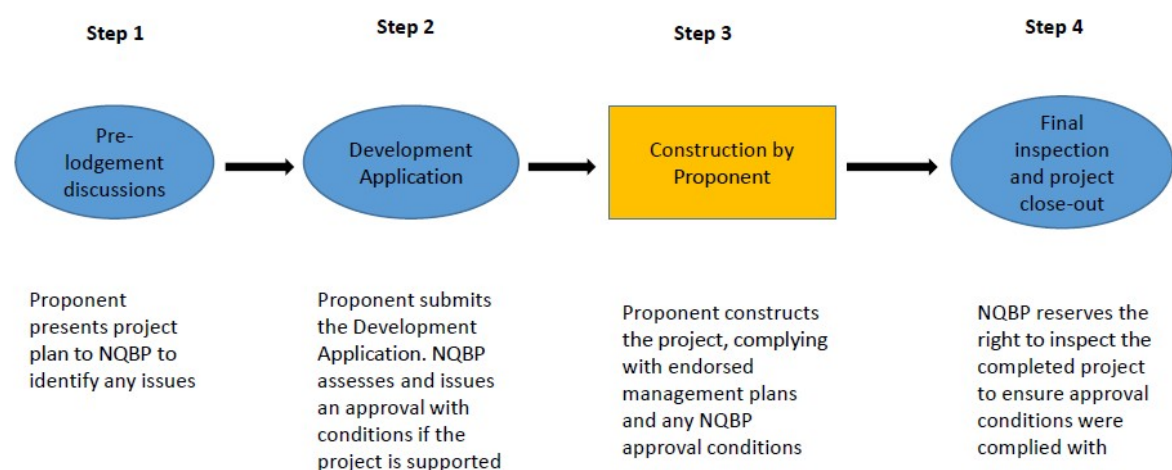 Step 1
Step 2
Step 3
Step 4
Pre-
lodgement
discussions
Development
Application
Construction by
Proponent
Final
inspection
and project
close-out
Proponent
presents project
plan to NQBP to
identify any issues
Proponent submits
the Development
Application. NQBP
assesses and issues
an approval with
conditions if the
project is supported
Proponent constructs
the project, complying
with endorsed
management plans
and any NQBP
approval conditions
NQBP reserves the
right to inspect the
completed project
to ensure approval
conditions were
complied with